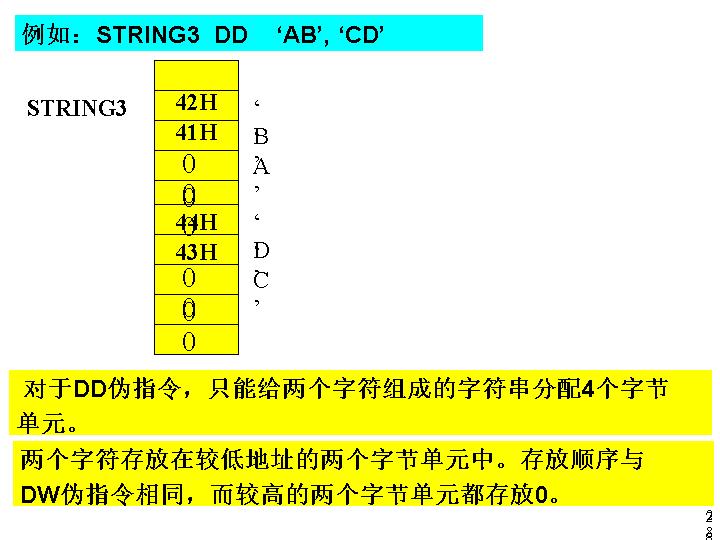 例如：STRING3 DD ‘AB’, ‘CD’
STRING3
42H
41H
0
0
0
44H
43H
0
0
0
0
‘
B
’
A
’
‘
D
’
C
’
对于DD伪指令，只能给两个字符组成的字符串分配4个字节
单元。
两个字符存放在较低地址的两个字节单元中。存放顺序与
DW伪指令相同，而较高的两个字节单元都存放0。